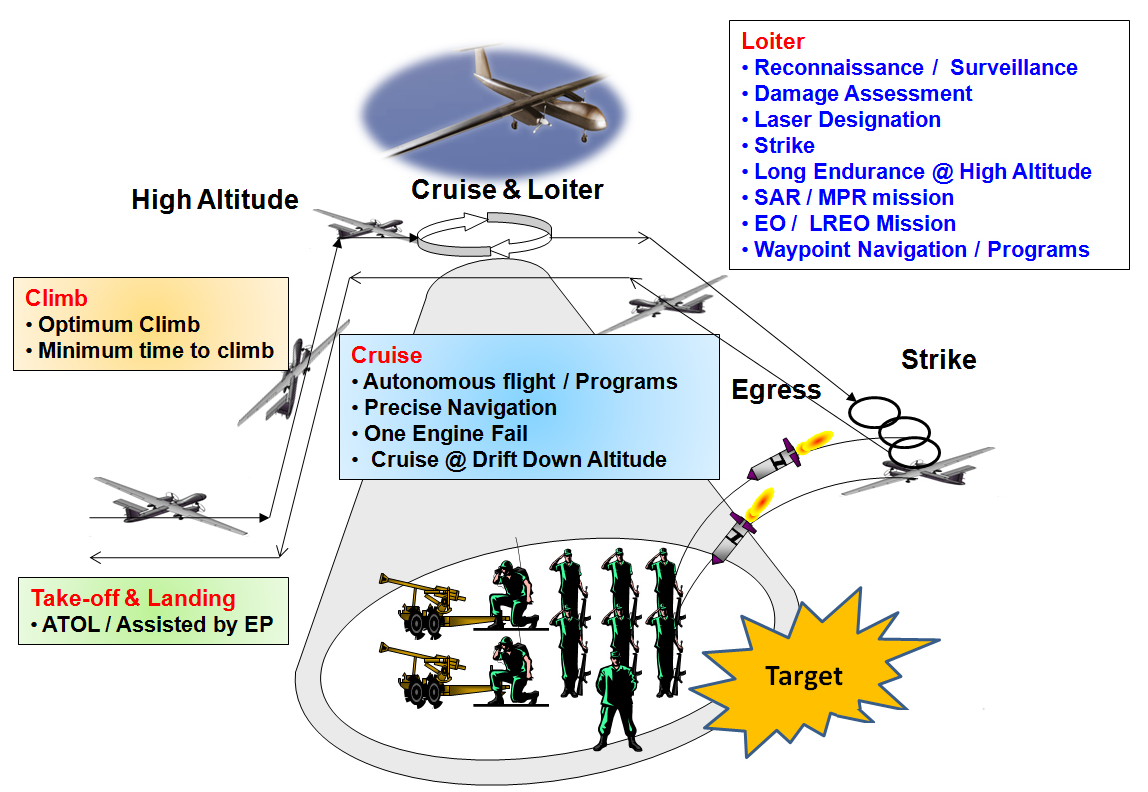 Loiter
• Reconnaissance / Surveillance
• Damage Assessment
• Laser Designation
• Strike
• Long Endurance @ High Altitude
• SAR / MPR mission
• EO / LREO Mission
• Waypoint Navigation / Programs
High Altitude
Cruise & Loiter
Climb
• Optimum Climb
• Minimum time to climb
Cruise
• Autonomous flight / Programs
• Precise Navigation
• One Engine Fail
• Cruise @ Drift Down Altitude
Egress
Strike
Take-off & Landing
• ATOL / Assisted by EP
Target